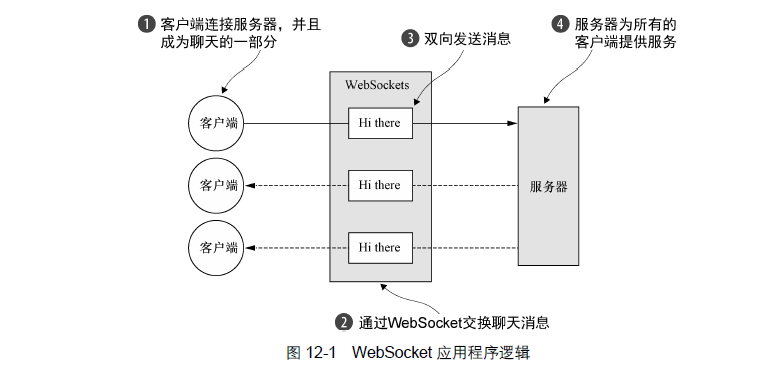 ❶ 客户端连接服务器，并且
成为聊天的一部分
❸ 双向发送消息
❹ 服务器为所有的
客户端提供服务
WebSockets
客户端
Hi there
客户端
Hi there
服务器
客户端
Hi there
❷ 通过WebSocket交换聊天消息
图 12-1 WebSocket 应用程序逻辑